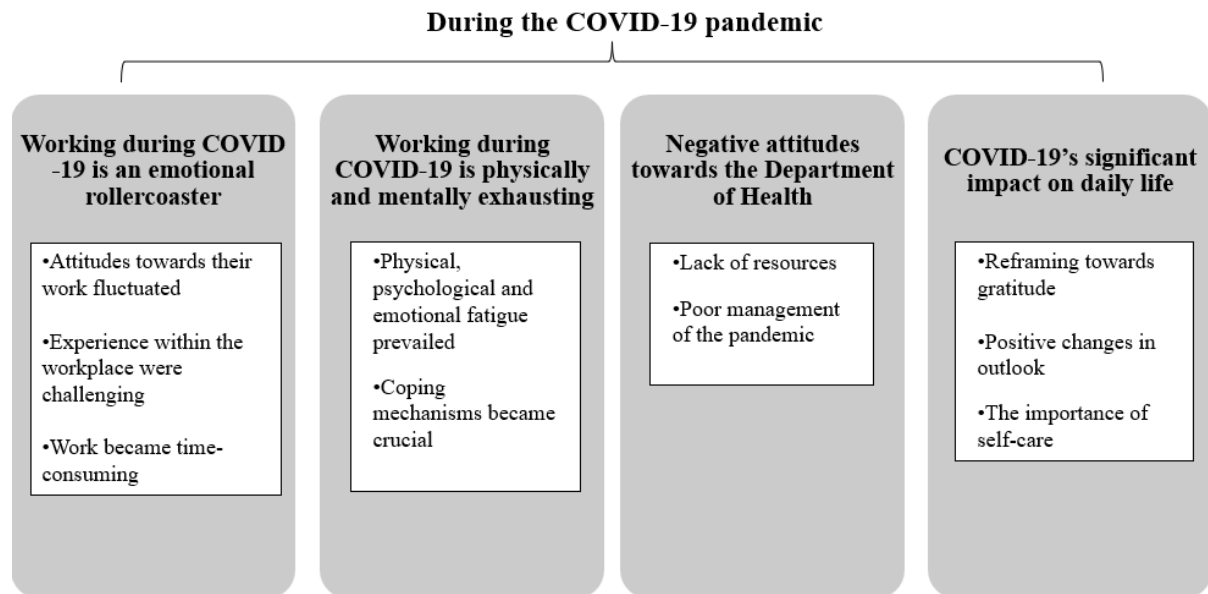 During the COVID-19 pandemic
Working during COVID
-19 is an emotional
rollercoaster
•Attitudes towards their
work fluctuated
•Experience within the
workplace were
challenging
•Work became time-
consuming
Working during
COVID-19 is physically
and mentally exhausting
•Physical,
psychological and
emotional fatigue
prevailed
•Coping
mechanisms became
crucial
Negative attitudes
towards the Department
of Health
•Lack of resources
•Poor management
of the pandemic
COVID-19’s significant
impact on daily life
•Reframing towards
gratitude
•Positive changes in
outlook
•The importance of
self-care